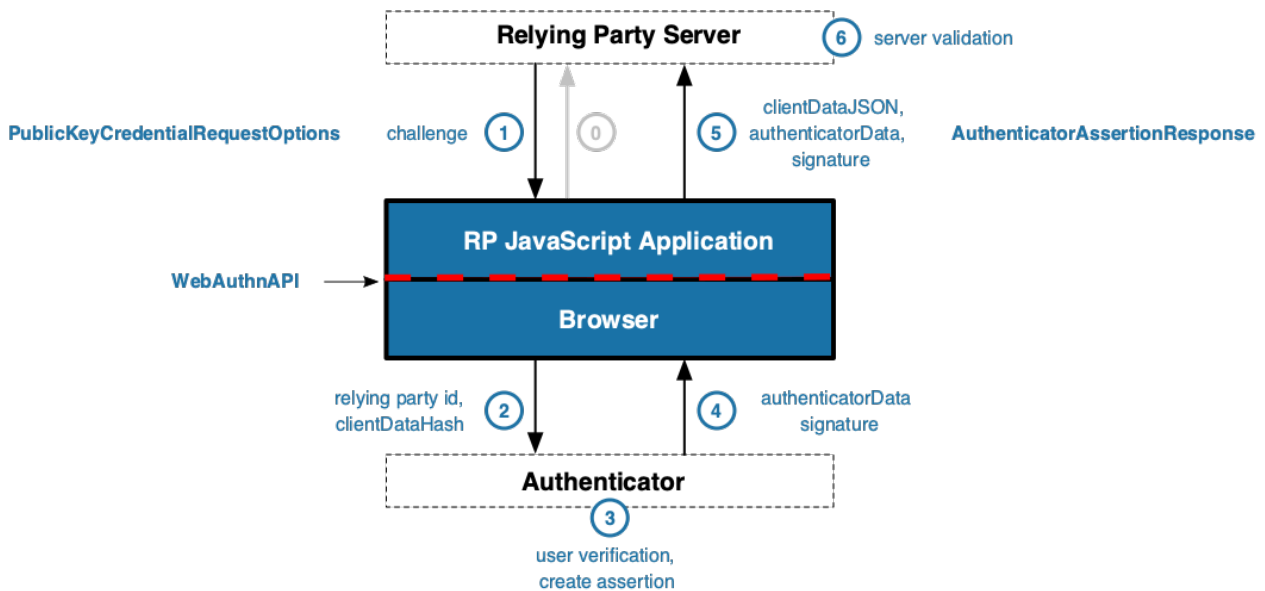 Relying Party Server
6
server validation
PublicKeyCredentialRequestOptions
challenge
1
0
5
clientDataJSON,
authenticatorData,
signature
AuthenticatorAssertionResponse
RP JavaScript Application
WebAuthnAPI
Browser
relying party id,
clientDataHash
2
4
authenticatorData
signature
Authenticator
3
user verification,
create assertion